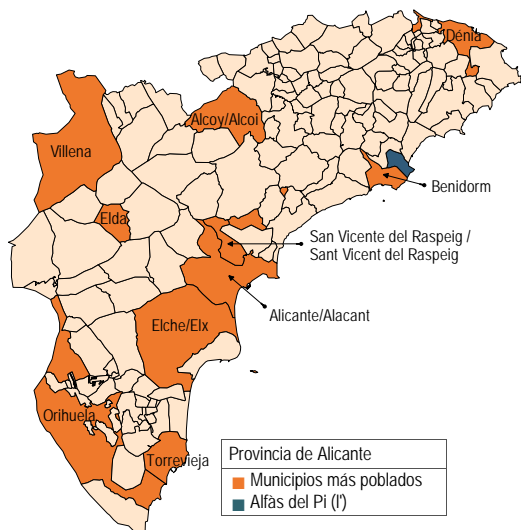 Dénia
Alcoy/Alcoi
Villena
Benidorm
Elda
San Vicente del Raspeig /
Sant Vicent del Raspeig
Alicante/Alacant
Elche/Elx
Orihuela
Torrevieja
Provincia de Alicante
Municipios más poblados
Alfàs del Pi (l')